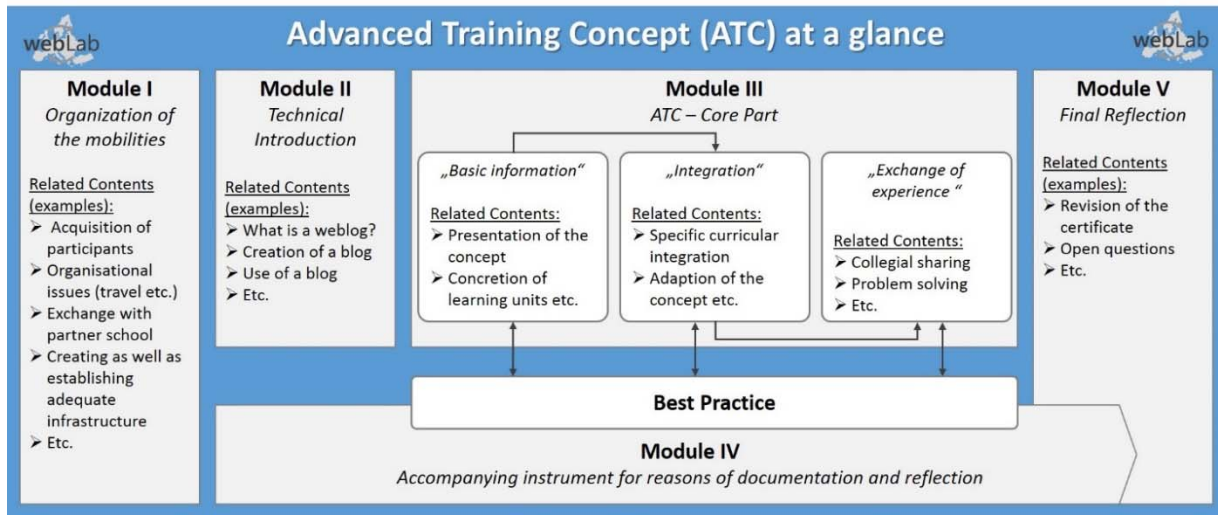 webLab
Advanced Training Concept (ATC) at a glance
webLab
Module I
Organization of
the mobilities
Related Contents
(examples):
➢ Acquisition of
participants
➢ Organisational
issues (travel etc.)
➢ Exchange with
partner school
➢ Creating as well as
establishing
adequate
infrastructure
➢ Etc.
Module II
Technical
Introduction
Related Contents
(examples):
➢ What is a weblog?
➢ Creation of a blog
➢ Use of a blog
➢ Etc.
Module III
ATC – Core Part
„Basic information“
Related Contents:
➢ Presentation of the
concept
➢ Concretion of
learning units etc.
„Integration“
Related Contents:
➢ Specific curricular
integration
➢ Adaption of the
concept etc.
„Exchange of
experience “
Related Contents:
➢ Collegial sharing
➢ Problem solving
➢ Etc.
Module V
Final Reflection
Related Contents
(examples):
➢ Revision of the
certificate
➢ Open questions
➢ Etc.
Best Practice
Module IV
Accompanying instrument for reasons of documentation and reflection